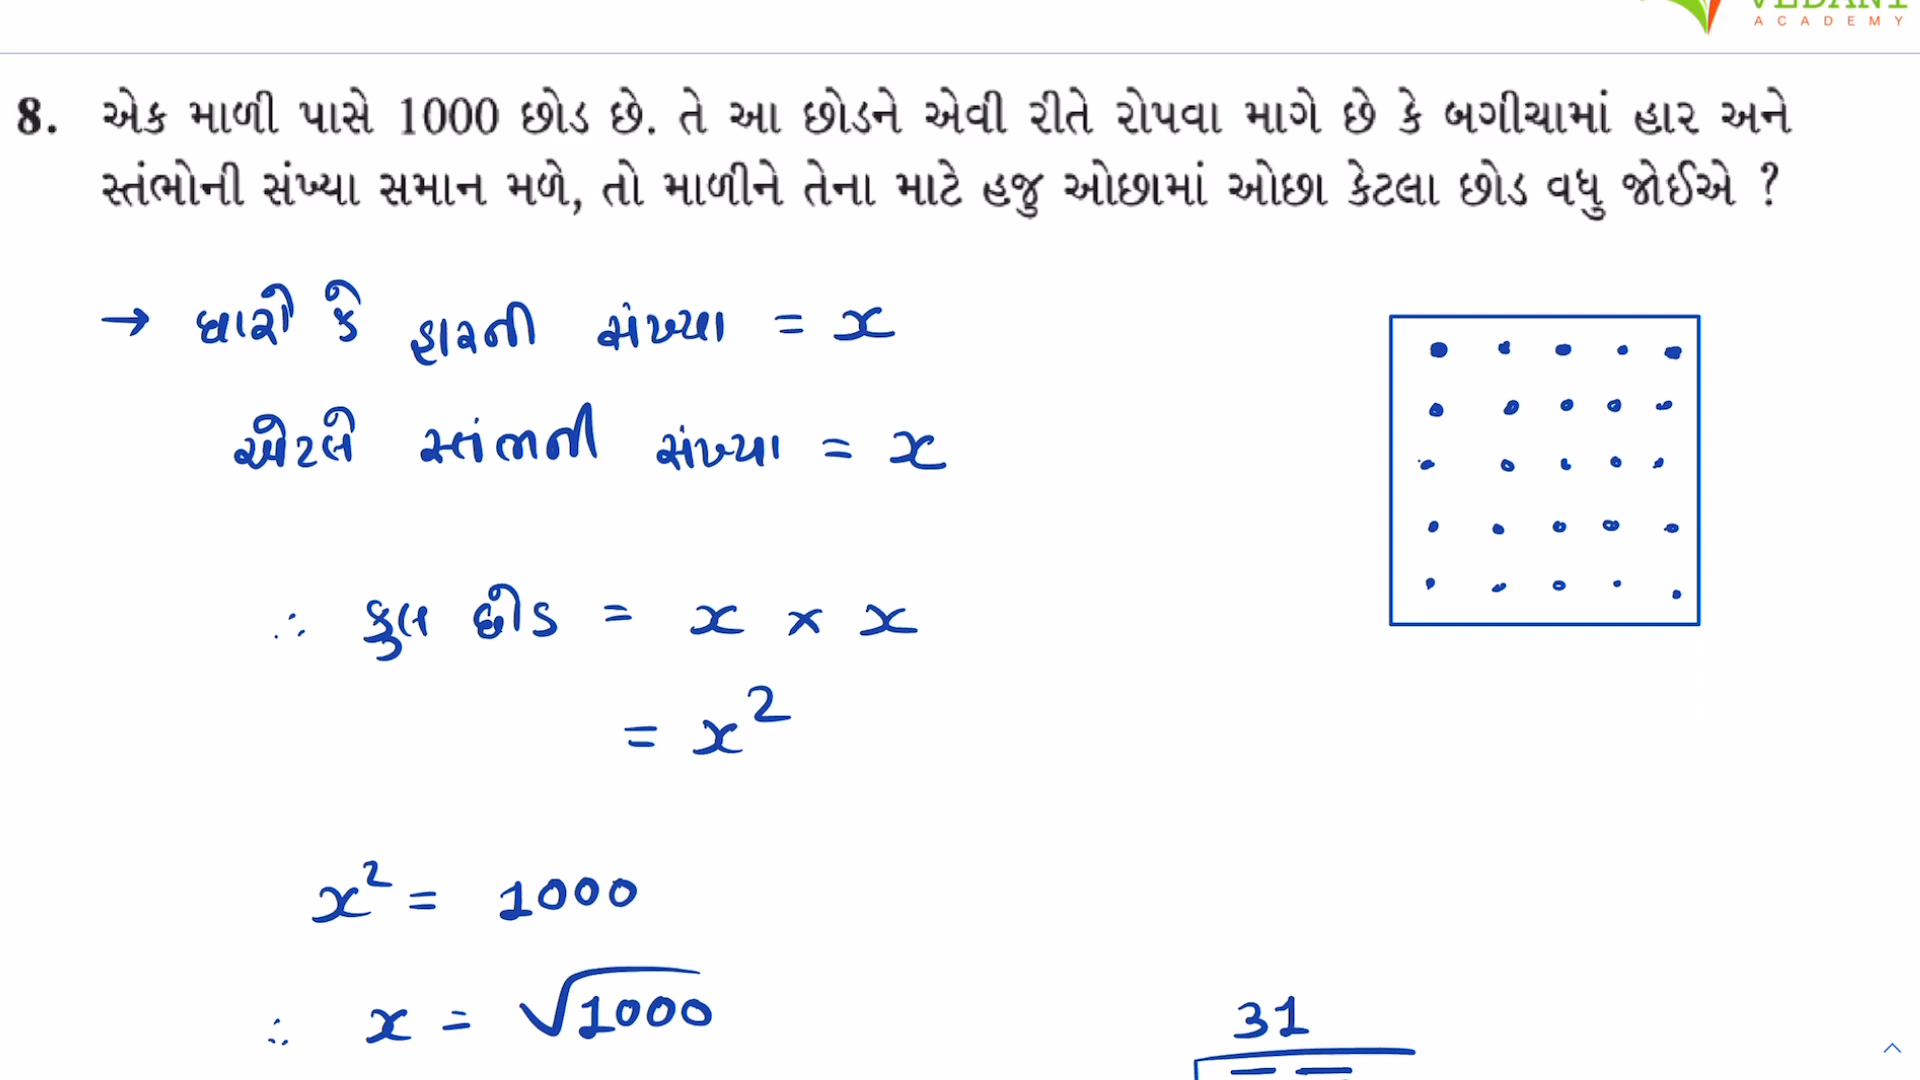 VEDANT
ACADEMY
8. એક માળી પાસે 1000 છોડ છે. તે આ છોડને એવી રીતે રોપવા માગે છે કે બગીચામાં હાર અને
સ્તંભોની સંખ્યા સમાન મળે, તો માળીને તેના માટે હજુ ઓછામાં ઓછા કેટલા છોડ વધુ જોઈએ ?
→ ધારો કે હારની સંખ્યા = x
એટલે સ્તંભની સંખ્યા = x
∴ કુલ છોડ = x × x
= x²
x² = 1000
∴ x = √1000
31